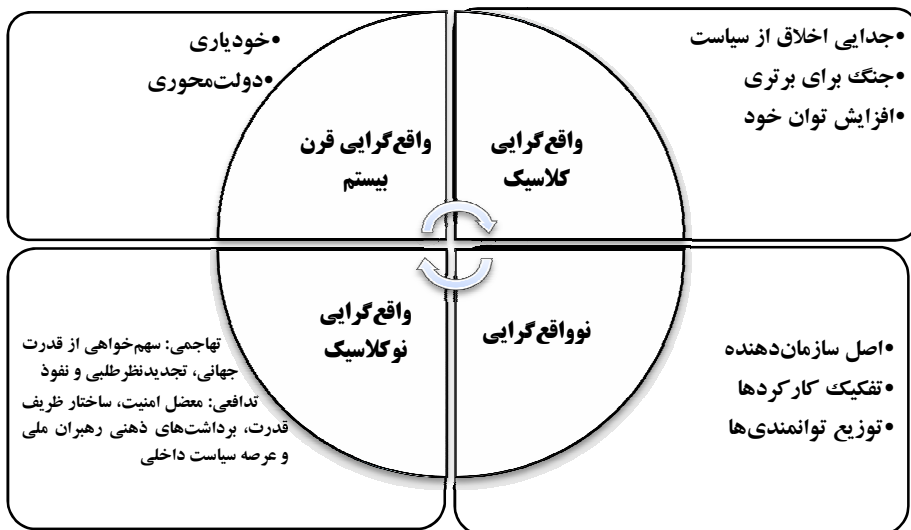 •جدایی اخلاق از سیاست
•جنگ برای برتری
•افزایش توان خود
واقع‌گرایی
کلاسیک
•خودیاری
•دولت‌محوری
واقع‌گرایی قرن
بیستم
•اصل سازمان‌دهنده
•تفکیک کارکردها
•توزیع توانمندی‌ها
نوواقع‌گرایی
واقع‌گرایی
نوکلاسیک
تهاجمی: سهم‌خواهی از قدرت
جهانی، تجدیدنظرطلبی و نفوذ
تدافعی: معضل امنیت، ساختار ظریف
قدرت، برداشت‌های ذهنی رهبران ملی
و عرصه سیاست داخلی